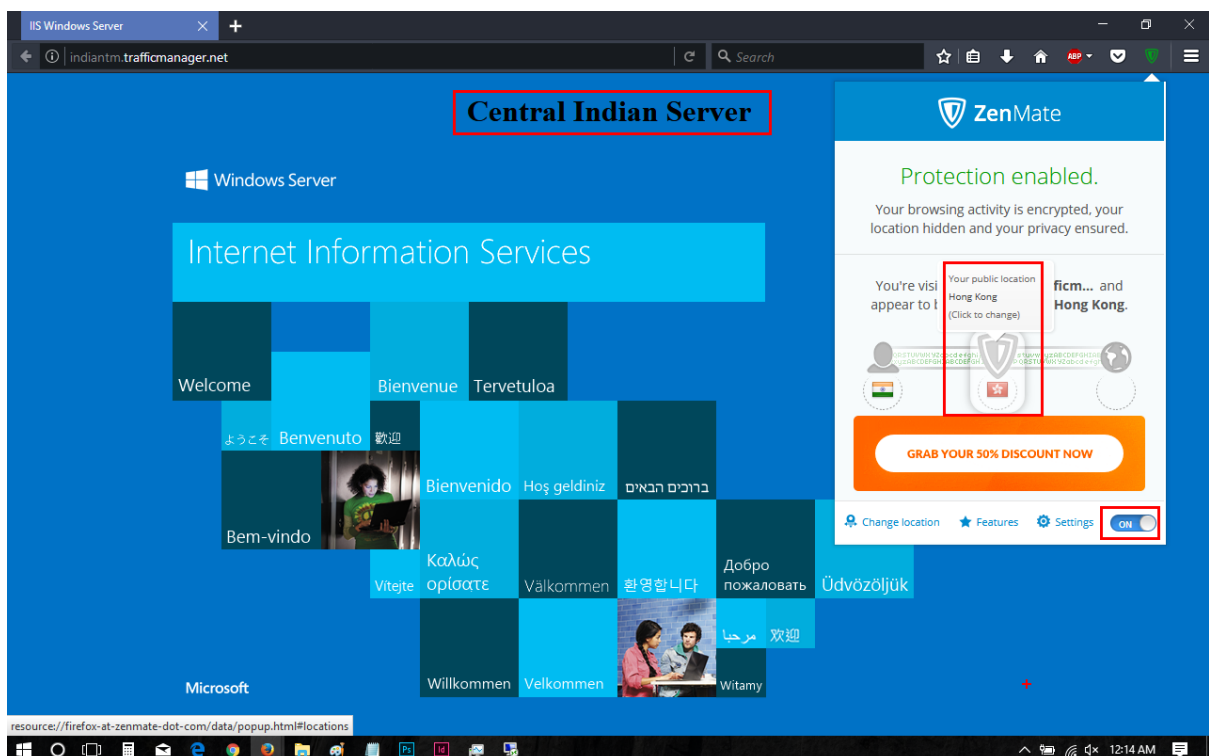 IIS Windows Server
indiantm.trafficmanager.net
Search
ABP
Central Indian Server
ZenMate
Protection enabled.
Your browsing activity is encrypted, your
location hidden and your privacy ensured.
You're visi
ficm... and
appear to b
Hong Kong.
Your public location
Hong Kong
(Click to change)
GRAB YOUR 50% DISCOUNT NOW
Change location
Features
Settings
ON
Windows Server
Internet Information Services
Welcome
Bienvenue
Tervetuloa
ようこそ
Benvenuto
歡迎
Bienvenido
Hoş geldiniz
ברוכים הבאים
Bem-vindo
Vítejte
Καλώς
ορίσατε
Välkommen
환영합니다
Добро
пожаловать
Üdvözöljük
مرحبا
欢迎
Willkommen
Velkommen
Witamy
Microsoft
resource://firefox-at-zenmate-dot-com/data/popup.html#locations
Ps
Id
12:14 AM